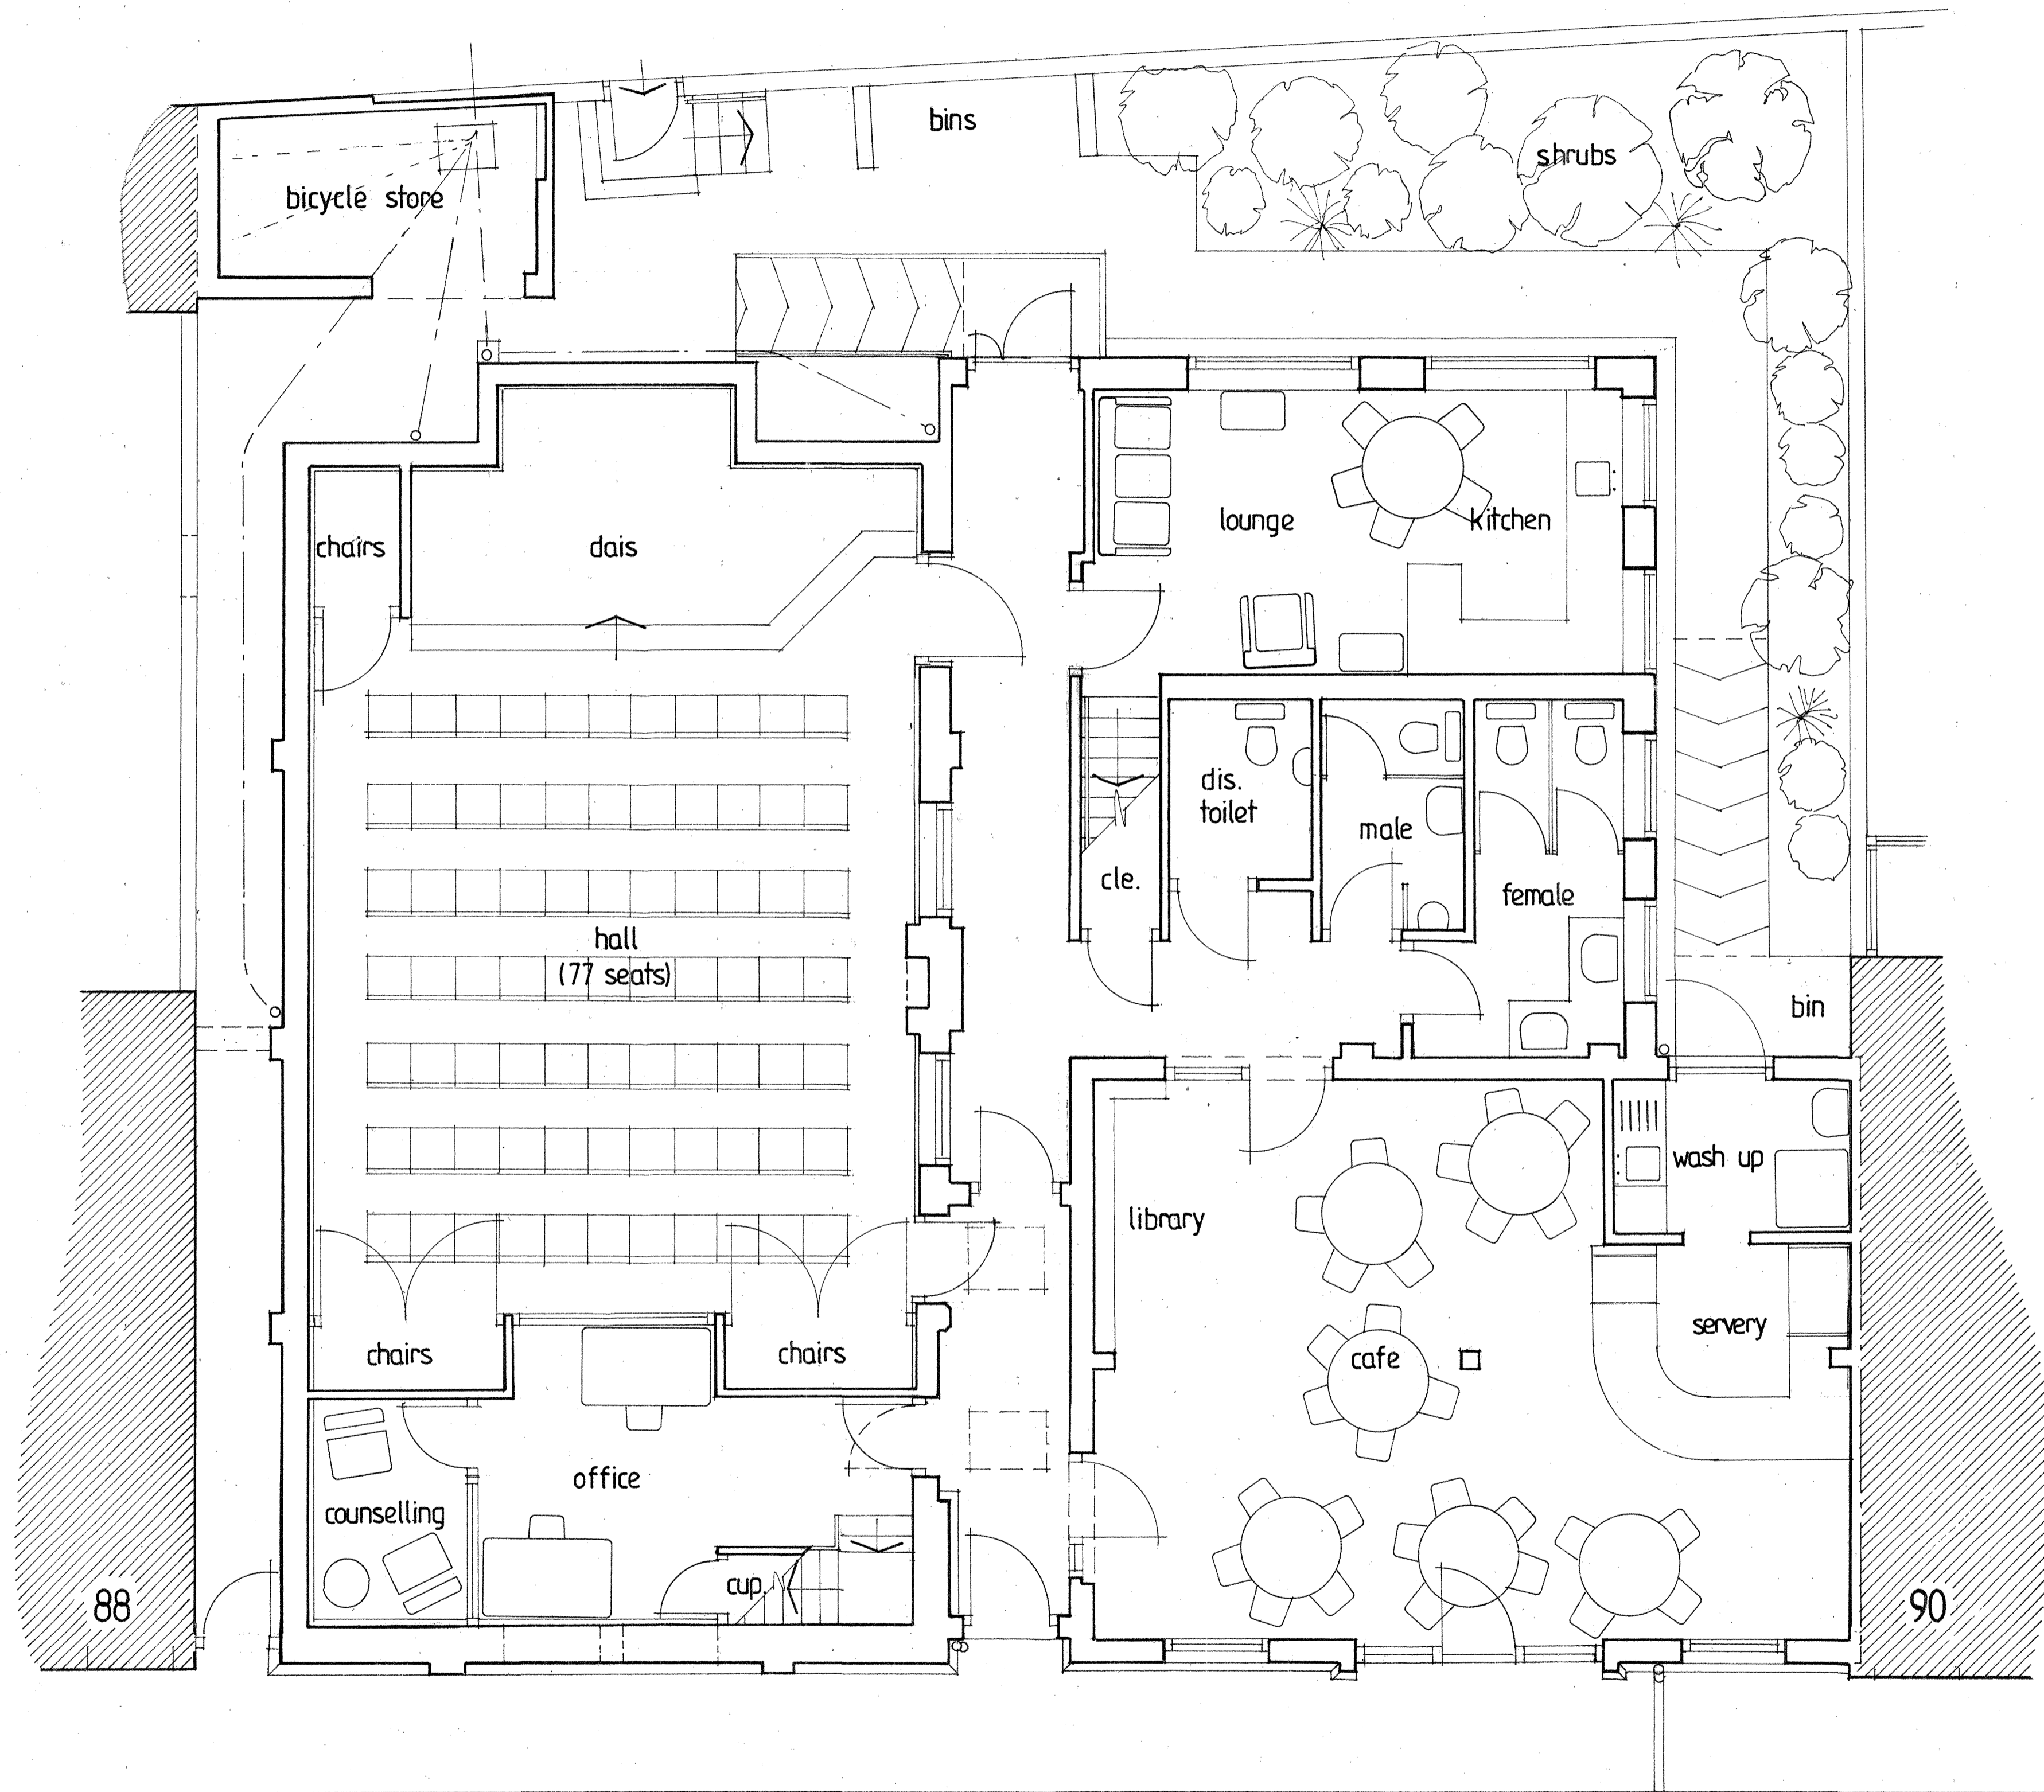 bins
shrubs
bicycle store
chairs
dais
lounge
kitchen
dis.
toilet
male
cle.
female
hall
(77 seats)
bin
wash up
library
servery
chairs
chairs
cafe
office
counselling
cup.
88
90